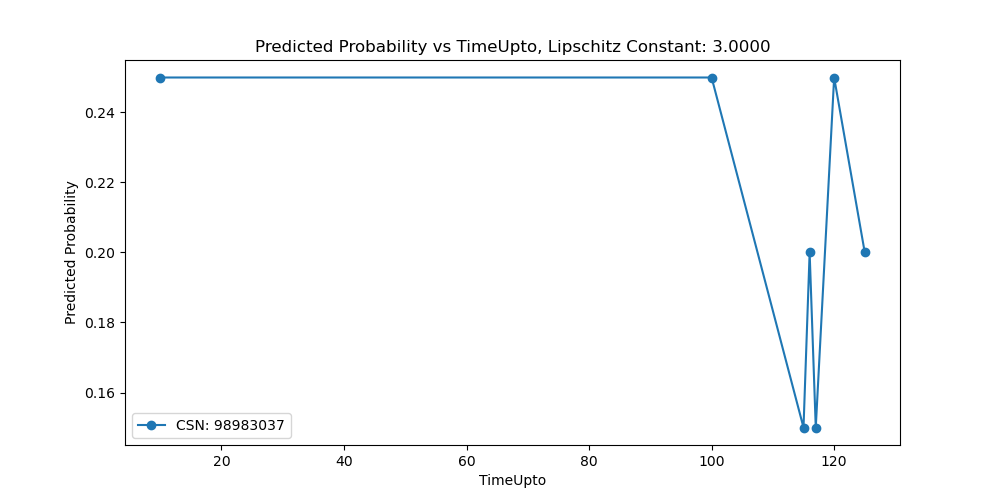 Predicted Probability vs TimeUpto, Lipschitz Constant: 3.0000
Predicted Probability
0.24
0.22
0.20
0.18
0.16
CSN: 98983037
20 40 60 80 100 120
TimeUpto